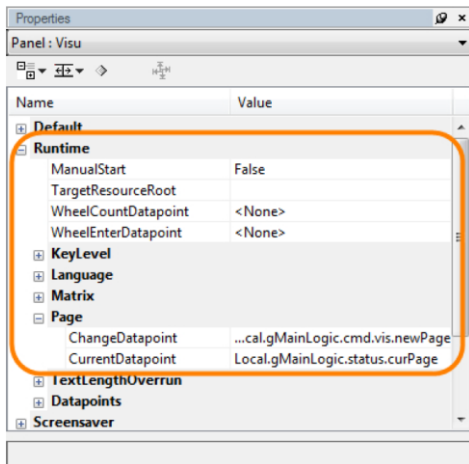 Properties
Panel : Visu
Name Value
Default
Runtime
ManualStart False
TargetResourceRoot
WheelCountDatapoint <None>
WheelEnterDatapoint <None>
KeyLevel
Language
Matrix
Page
ChangeDatapoint ...cal.gMainLogic.cmd.vis.newPage
CurrentDatapoint Local.gMainLogic.status.curPage
TextLengthOverrun
Datapoints
Screensaver